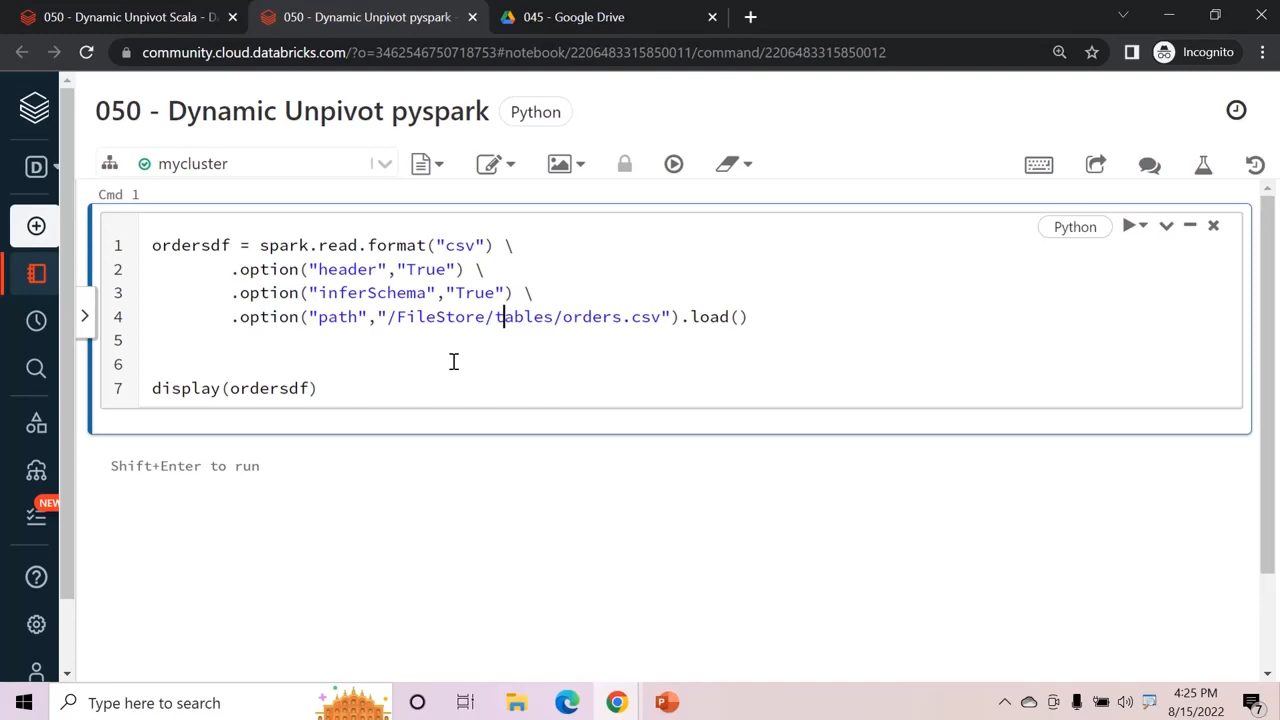 050 - Dynamic Unpivot Scala - Da
050 - Dynamic Unpivot pyspark -
045 - Google Drive
community.cloud.databricks.com/?o=3462546750718753#notebook/2206483315850011/command/2206483315850012
Incognito
050 - Dynamic Unpivot pyspark
Python
D
mycluster
Cmd 1
Python
1 ordersdf = spark.read.format("csv") \
2 .option("header","True") \
3 .option("inferSchema","True") \
4 .option("path","/FileStore/tables/orders.csv").load()
5
6
7 display(ordersdf)
Shift+Enter to run
NEW
Type here to search
4:25 PM
8/15/2022
7